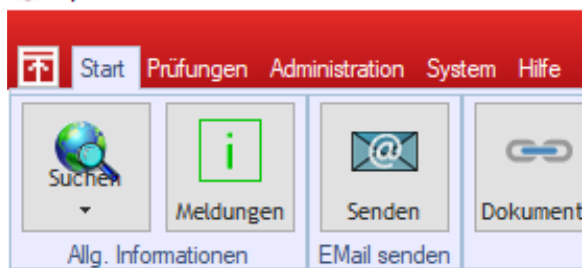 Start Prüfungen Administration System Hilfe
Suchen Meldungen Senden Dokument
Allg. Informationen EMail senden